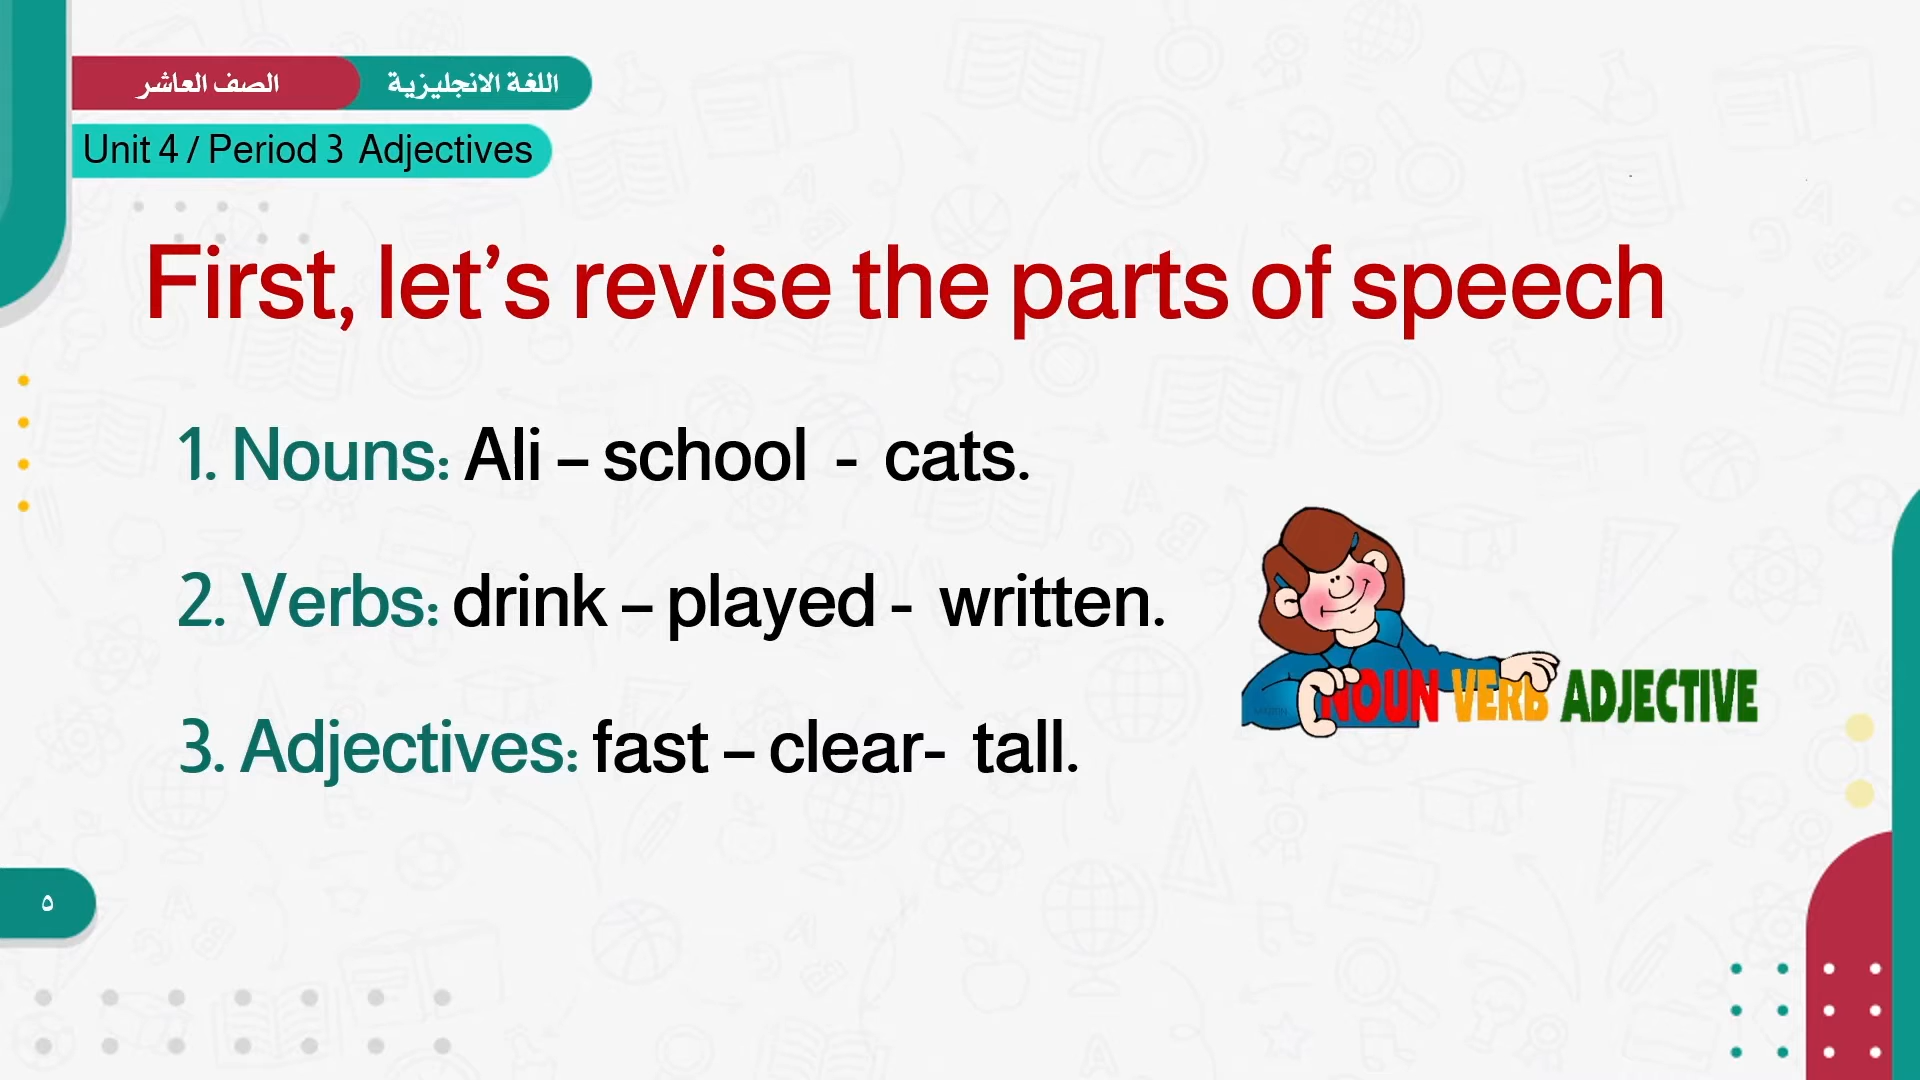 اللغة الانجليزية
الصف العاشر
Unit 4 / Period 3 Adjectives
First, let’s revise the parts of speech
1. Nouns: Ali – school - cats.
2. Verbs: drink – played - written.
3. Adjectives: fast – clear- tall.
NOUN VERB ADJECTIVE
٥